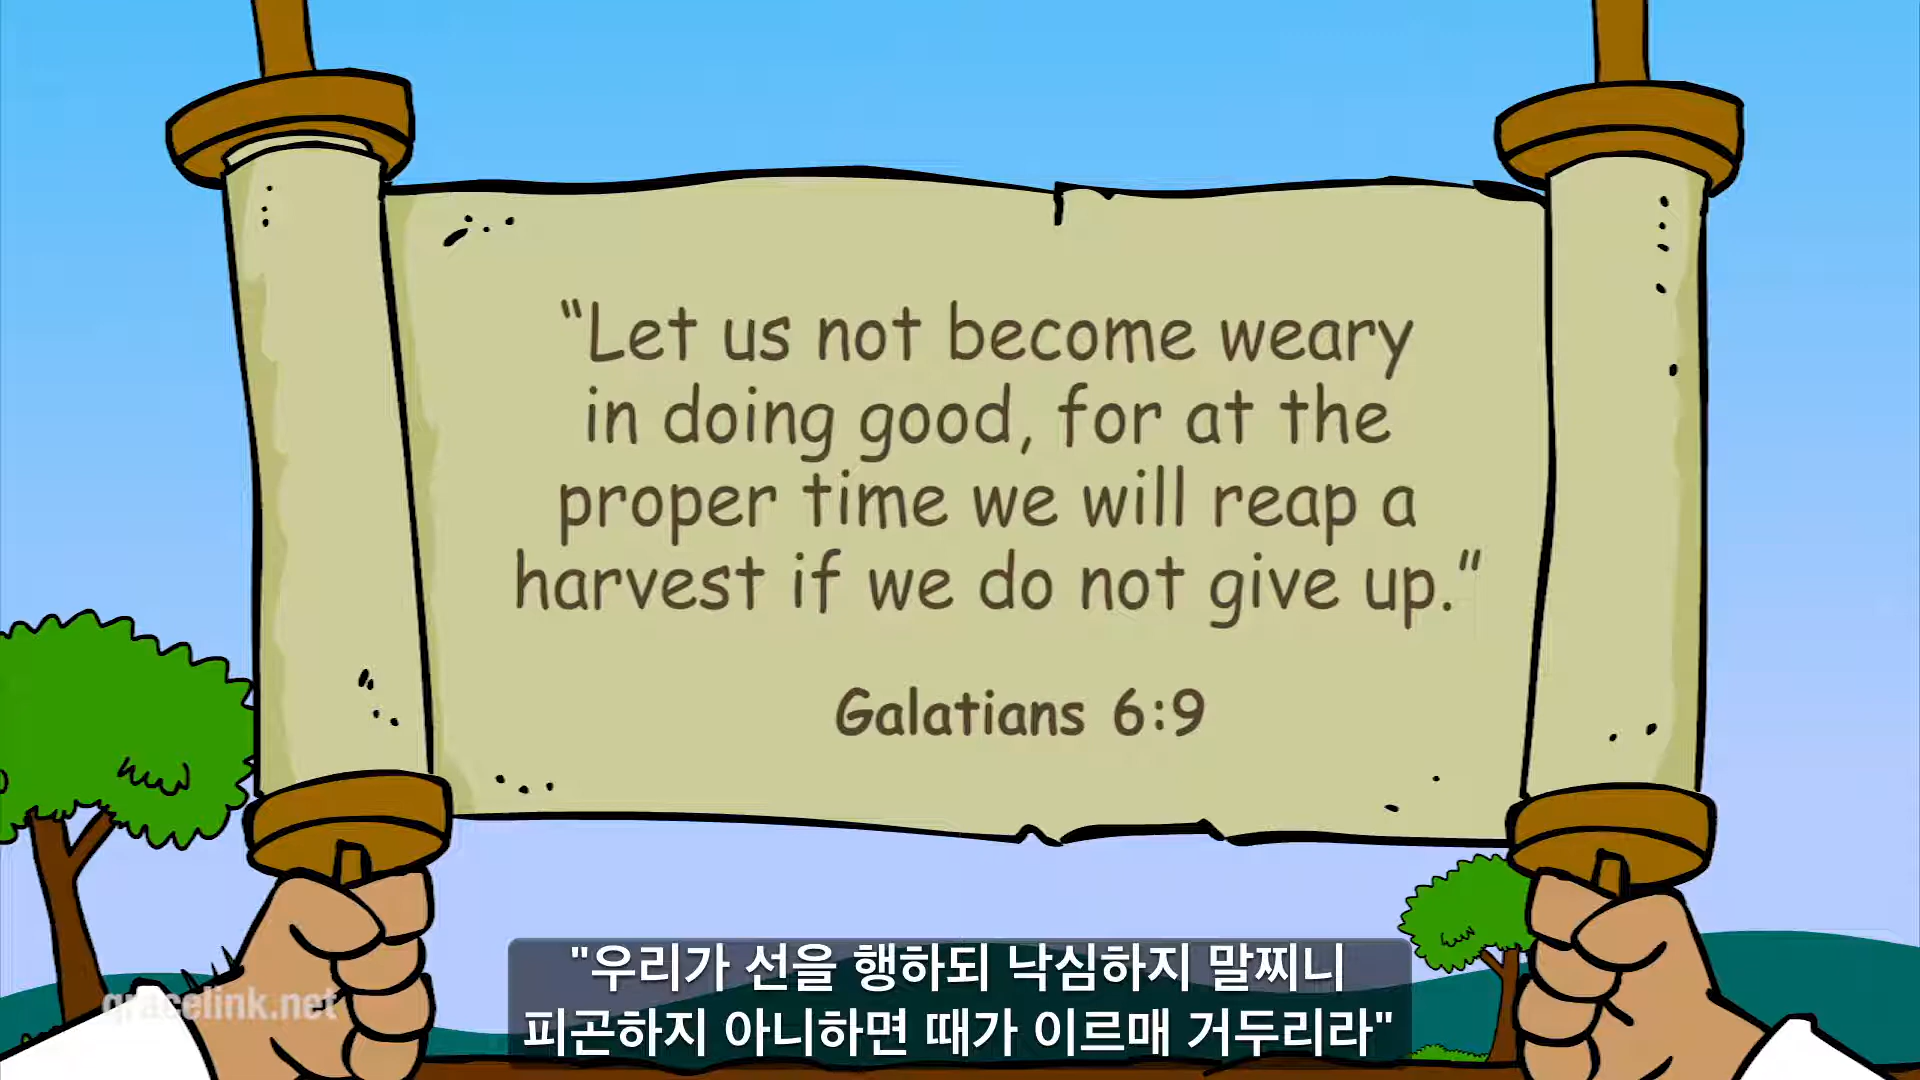 “Let us not become weary
in doing good, for at the
proper time we will reap a
harvest if we do not give up.”
Galatians 6:9
"우리가 선을 행하되 낙심하지 말찌니
피곤하지 아니하면 때가 이르매 거두리라"
gracelink.net